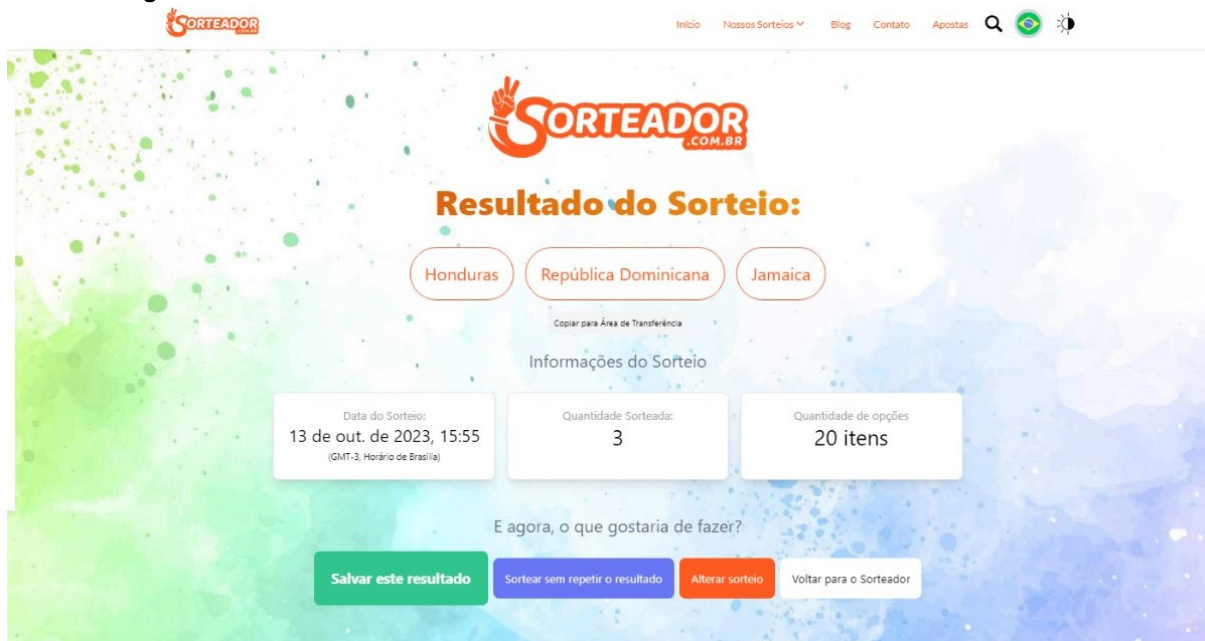 SORTEADOR
.COM.BR
Início Nossos Sorteios Blog Contato Apostas
SORTEADOR
.COM.BR
Resultado do Sorteio:
Honduras República Dominicana Jamaica
Copiar para Área de Transferência
Informações do Sorteio
Data do Sorteio:
13 de out. de 2023, 15:55
(GMT-3, Horário de Brasília)
Quantidade Sorteada:
3
Quantidade de opções
20 itens
E agora, o que gostaria de fazer?
Salvar este resultado Sortear sem repetir o resultado Alterar sorteio Voltar para o Sorteador